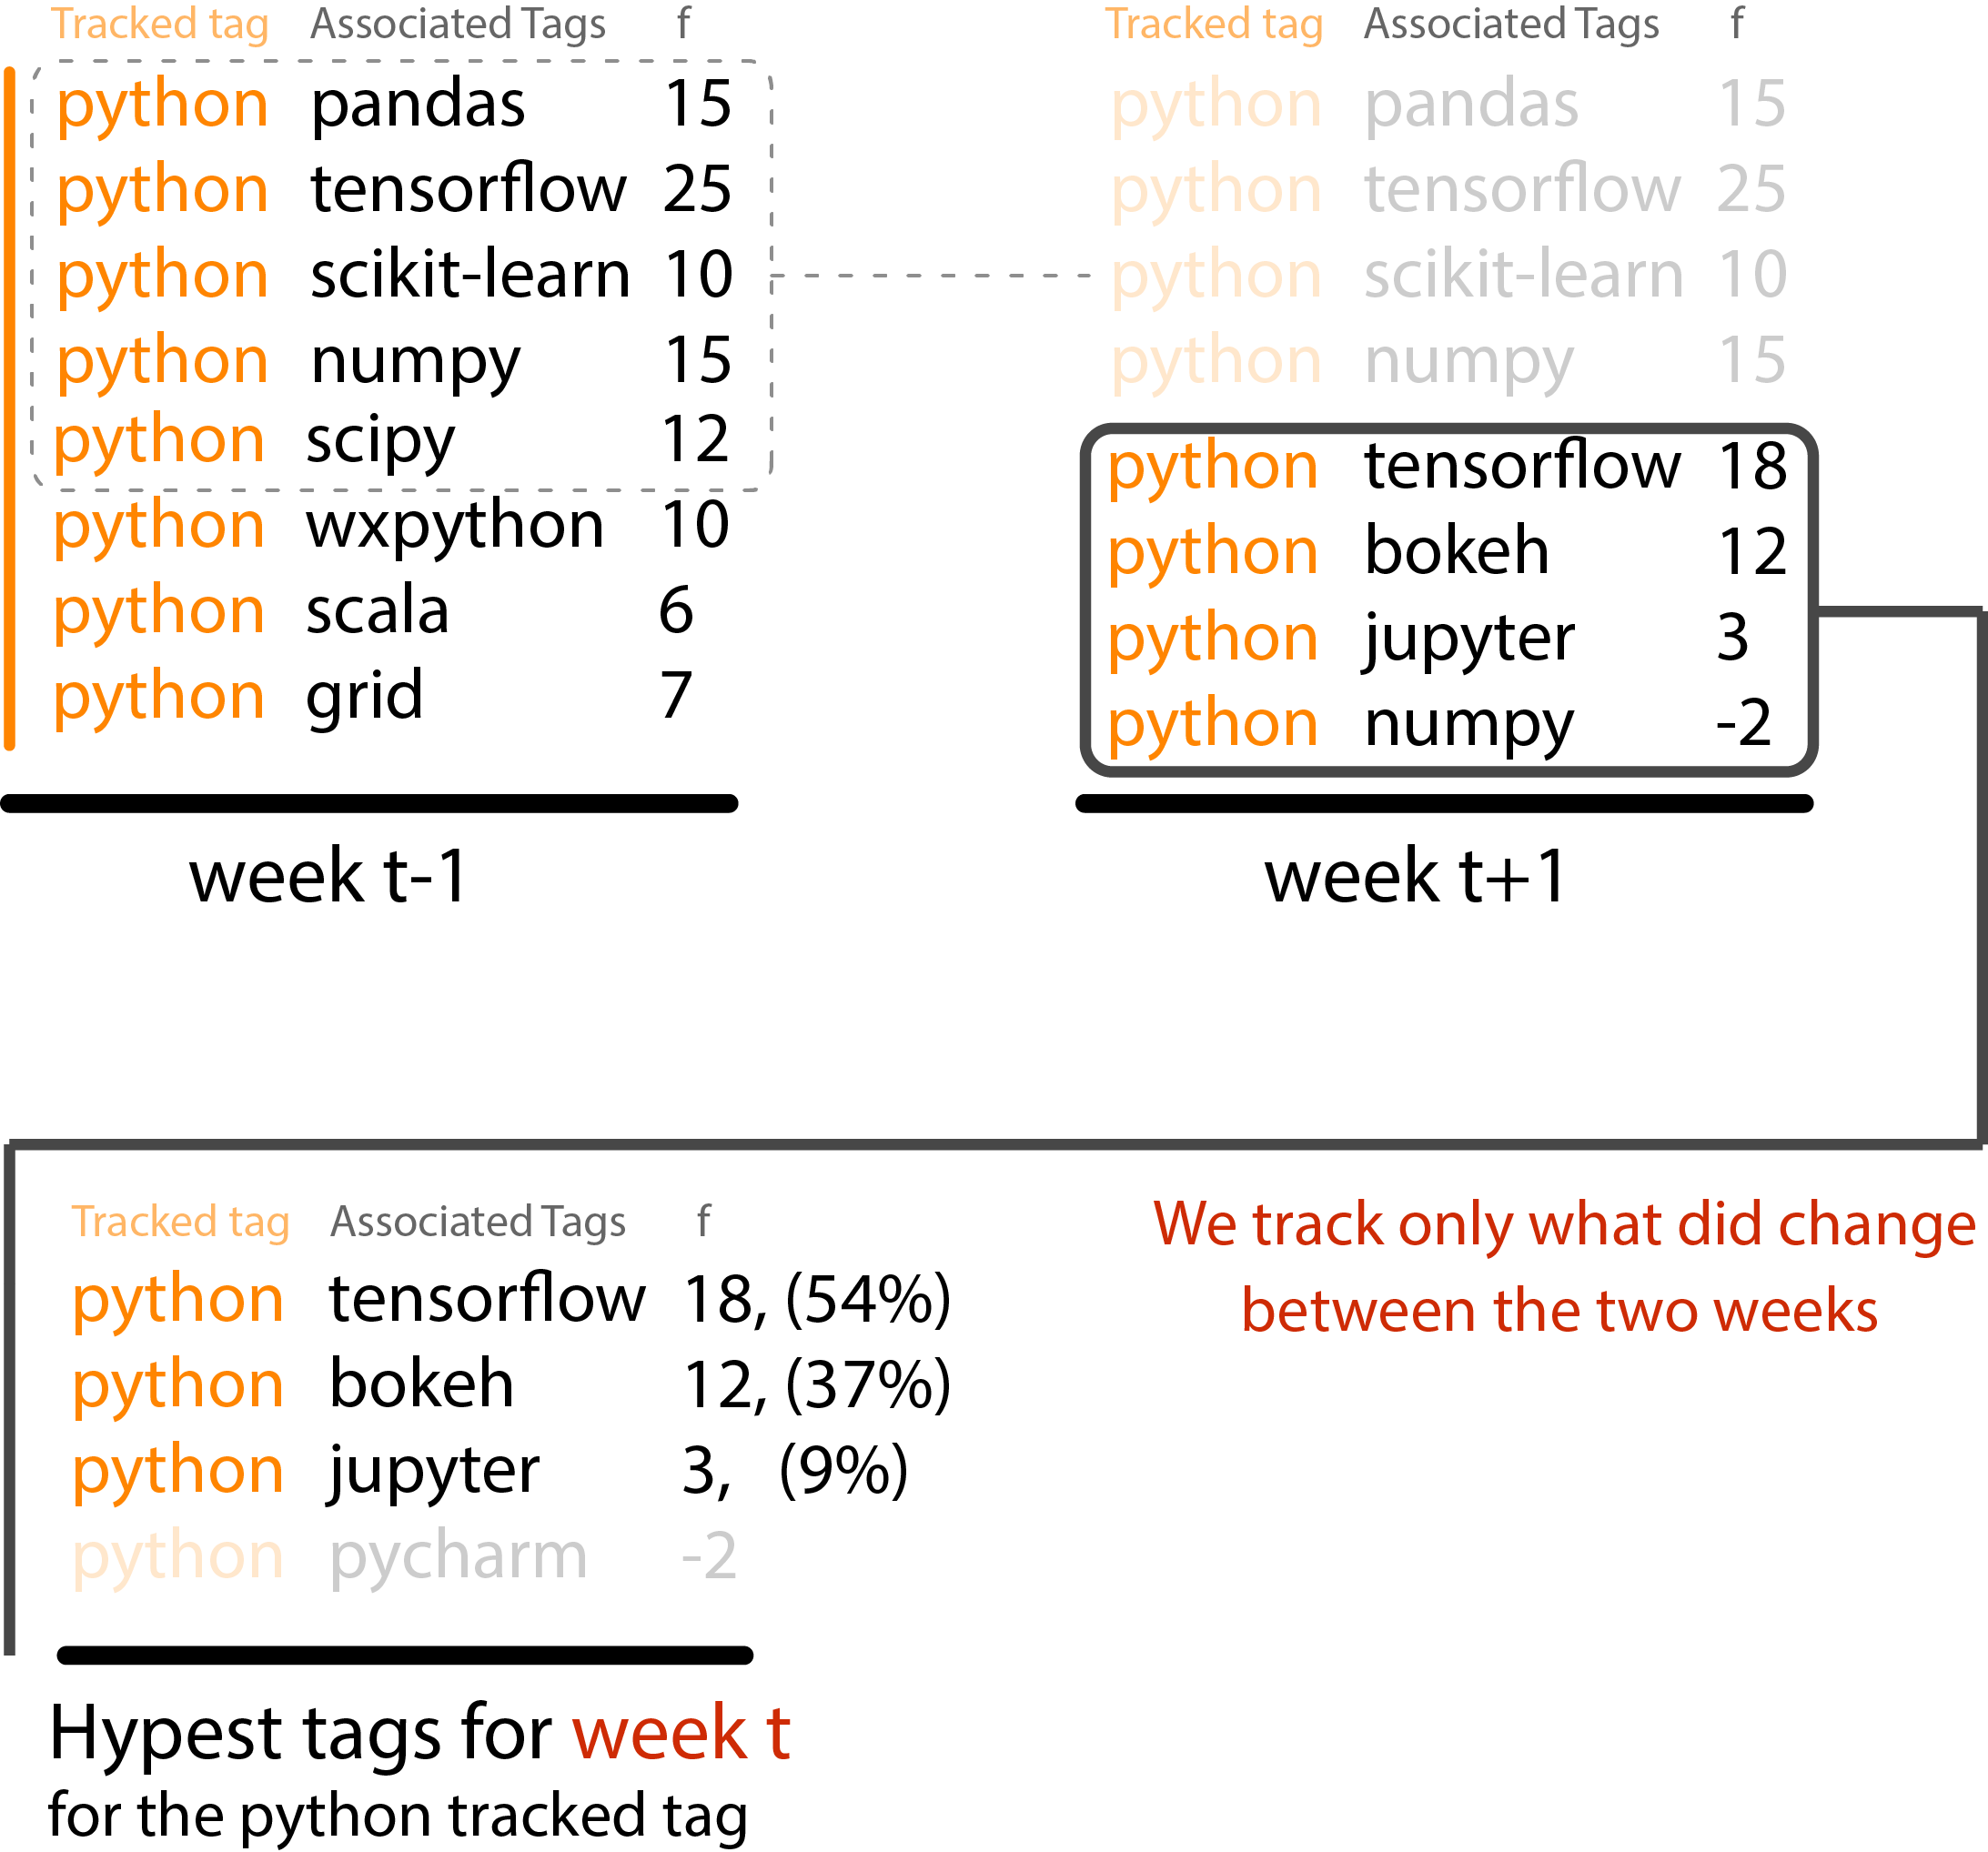 Tracked tag Associated Tags f
python pandas 15
python tensorflow 25
python scikit-learn 10
python numpy 15
python scipy 12
python wxpython 10
python scala 6
python grid 7
week t-1
Tracked tag Associated Tags f
python pandas 15
python tensorflow 25
python scikit-learn 10
python numpy 15
python tensorflow 18
python bokeh 12
python jupyter 3
python numpy -2
week t+1
Tracked tag Associated Tags f
python tensorflow 18, (54%)
python bokeh 12, (37%)
python jupyter 3, (9%)
python pycharm -2
Hypest tags for week t
for the python tracked tag
We track only what did change
between the two weeks